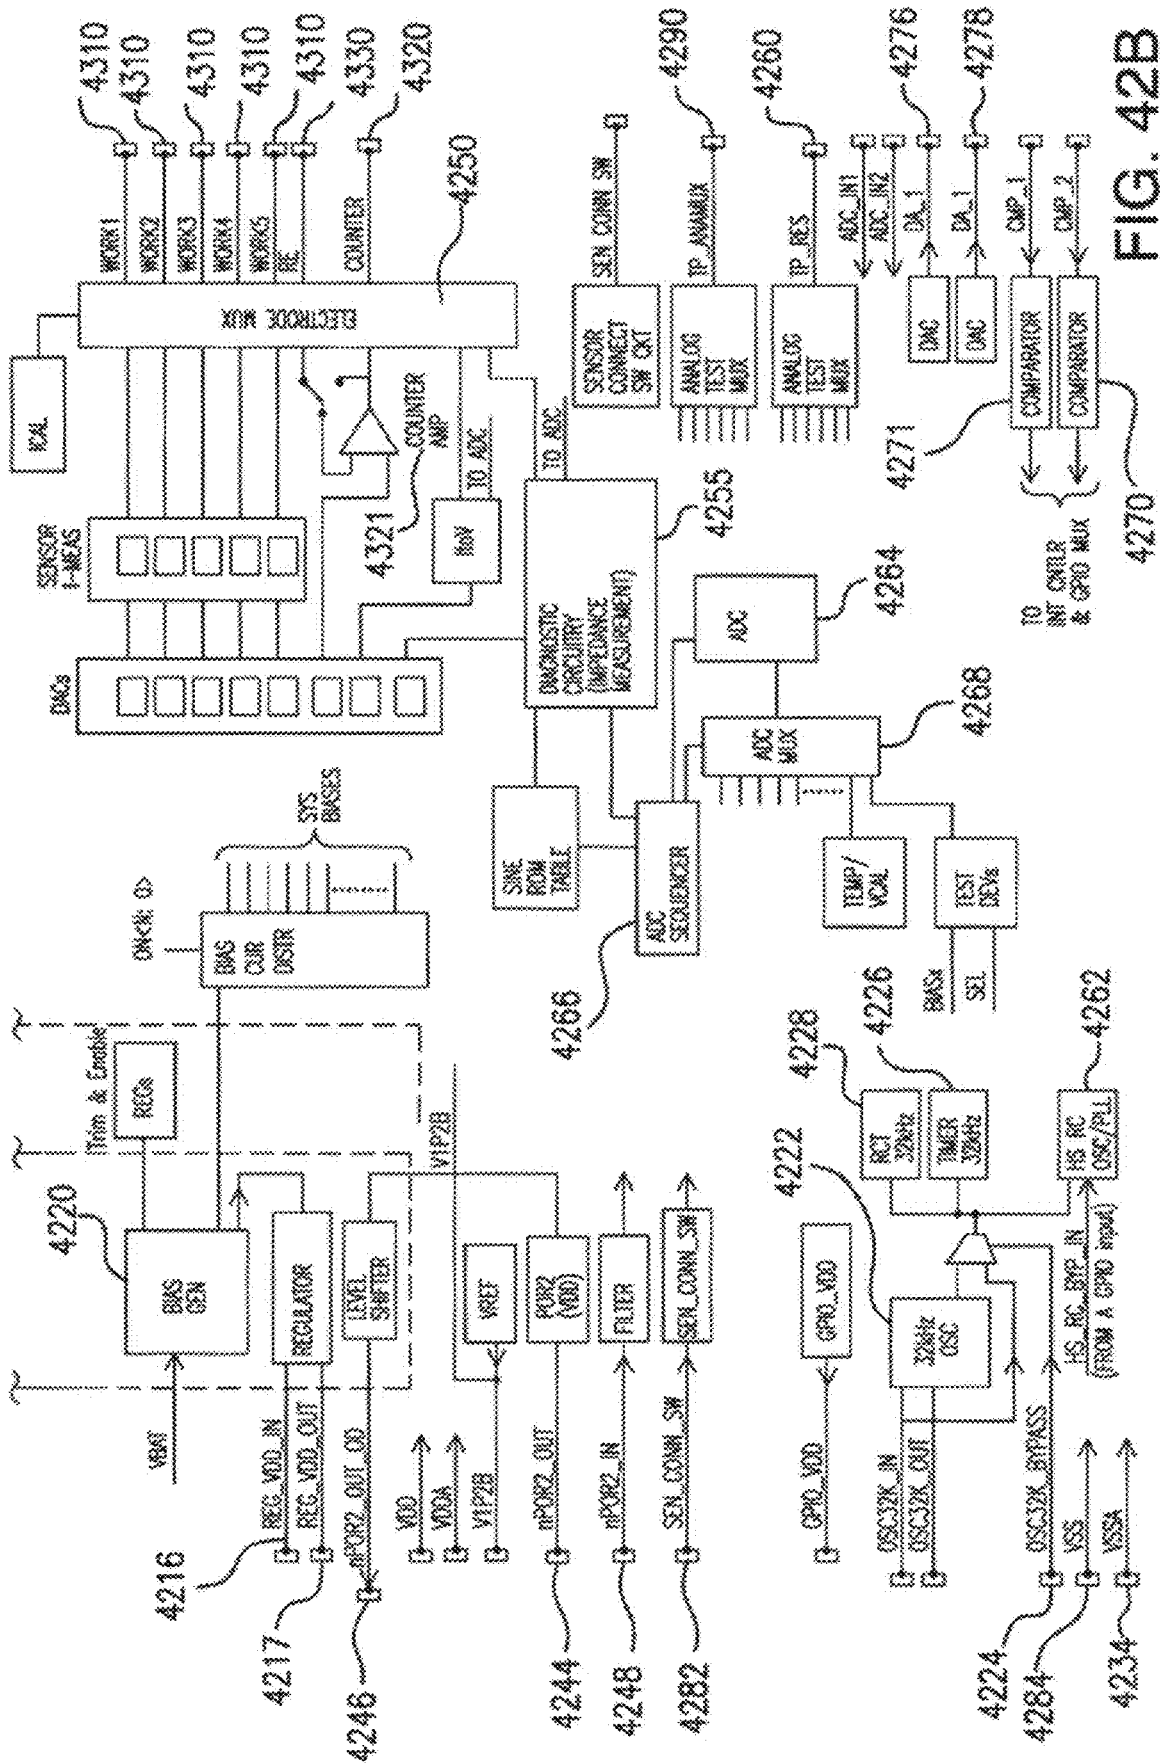 4310
4310
4310
4310
4310
4330
4320
WORK1
WORK2
WORK3
WORK4
WORK5
RE
COUNTER
4250
ELECTRODE MUX
ICAL
SENSOR
I-MEAS
DACs
COUNTER
AMP
4321
TO ADC
TO ADC
DIAGNOSTIC
CIRCUITRY
(IMPEDANCE
MEASUREMENT)
4255
SINE
ROM
TABLE
ADC
SEQUENCER
4266
ADC
4264
ADC
MUX
4268
TEMP/
VCAL
TEST
DEVs
BIASx
SEL
SENSOR
CONNECT
SW CKT
SEN CONN SW
ANALOG
TEST
MUX
TP_ANAMUX
4290
ANALOG
TEST
MUX
TP_RES
4260
ADC_IN1
ADC_IN2
DAC
DA_1
4276
DAC
DA_1
4278
COMPARATOR
CMP_1
4271
COMPARATOR
CMP_2
4270
TO
INT CNTLR
& GPIO MUX
BIAS
CUR
DISTR
SYS
BIASES
Trim & Enable
REGs
BIAS
GEN
4220
VBAT
REGULATOR
REG_VDD_IN
4216
REG_VDD_OUT
4217
LEVEL
SHIFTER
nPOR2_OUT_OD
4246
VDD
VDDA
V1P2B
V1P2B
VREF
POR2
(VDD)
nPOR2_OUT
4244
FILTER
nPOR2_IN
4248
SEN_CONN_SW
SEN_CONN_SW
4282
GPIO_VDD
GPIO_VDD
32kHz
OSC
4222
OSC32K_IN
OSC32K_OUT
OSC32K_BYPASS
4224
VSS
4284
VSSA
4234
RCT
32kHz
4228
TIMER
32kHz
4226
HS RC
OSC/PLL
4262
HS_RC_BYP_IN
(FROM A GPIO input)
FIG. 42B